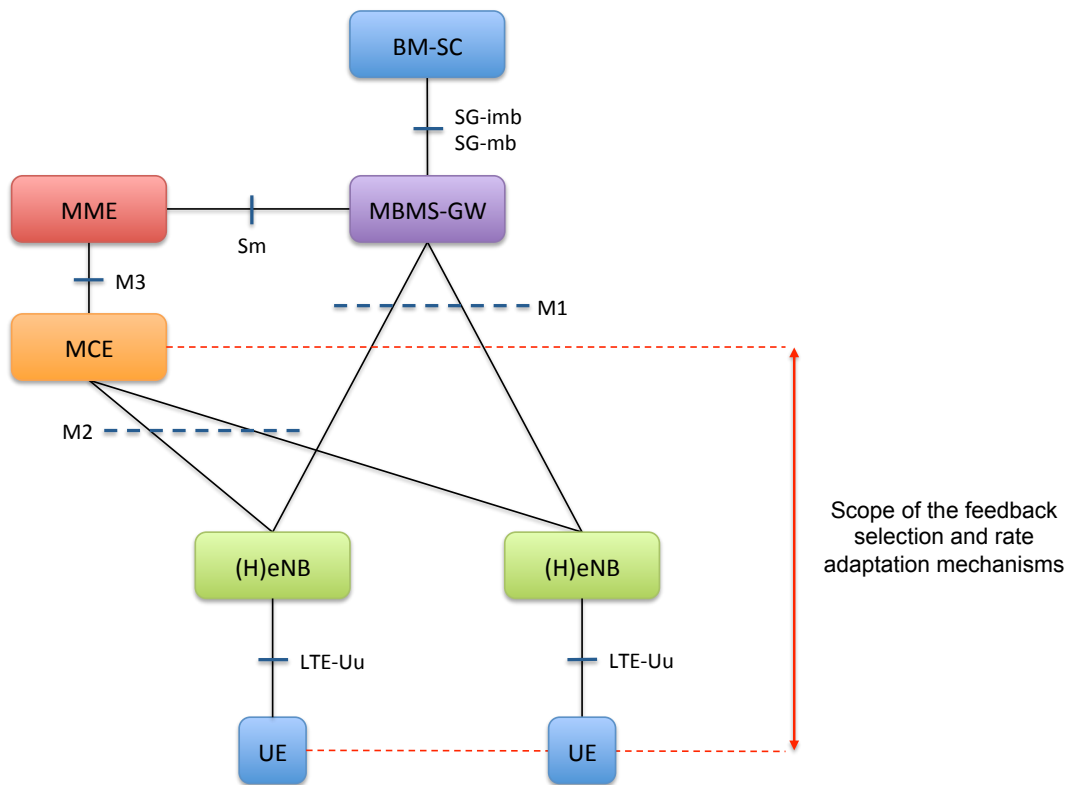 BM-SC
SG-imb
SG-mb
MME
MBMS-GW
Sm
M3
M1
MCE
M2
Scope of the feedback
selection and rate
adaptation mechanisms
(H)eNB
(H)eNB
LTE-Uu
LTE-Uu
UE
UE